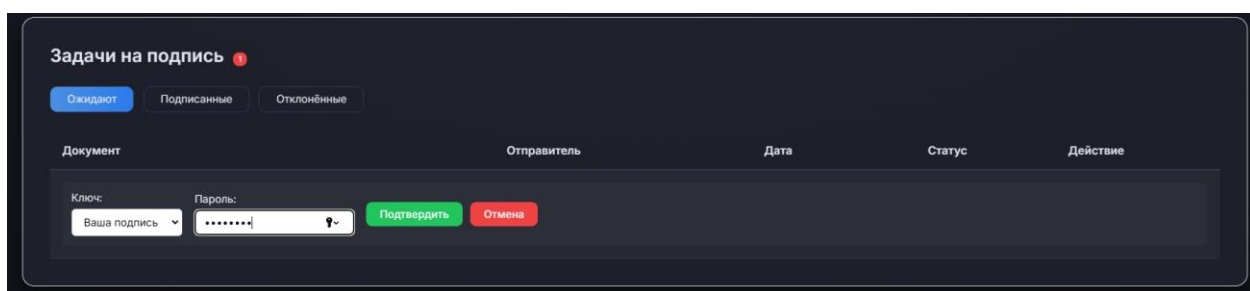 Задачи на подпись 1
Ожидают Подписанные Отклонённые
Документ Отправитель Дата Статус Действие
Ключ: Пароль:
Ваша подпись •••••••• Подтвердить Отмена